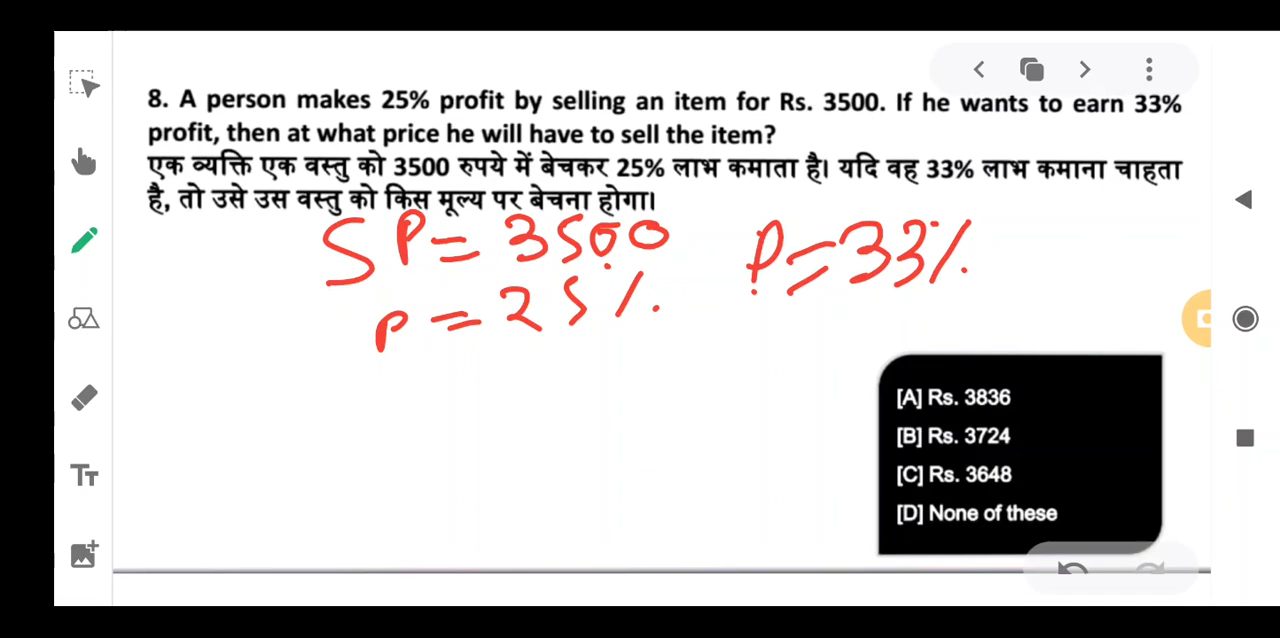 8. A person makes 25% profit by selling an item for Rs. 3500. If he wants to earn 33%
profit, then at what price he will have to sell the item?
एक व्यक्ति एक वस्तु को 3500 रुपये में बेचकर 25% लाभ कमाता है। यदि वह 33% लाभ कमाना चाहता
है, तो उसे उस वस्तु को किस मूल्य पर बेचना होगा।
SP = 3500
P = 33%
P = 25%
[A] Rs. 3836
[B] Rs. 3724
[C] Rs. 3648
[D] None of these
TT